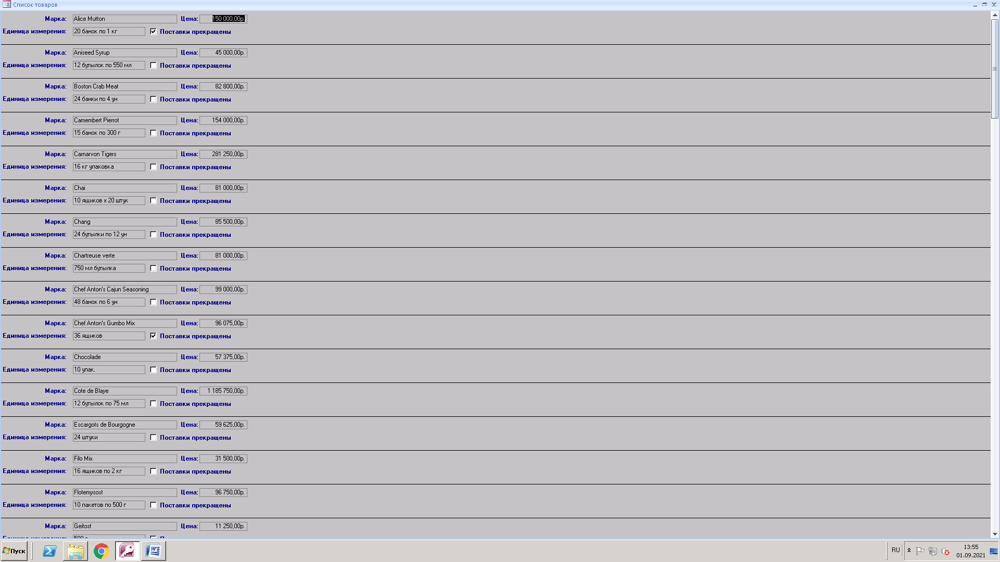 Список товаров
Марка: Alice Mutton Цена: 150 000,00р.
Единица измерения: 20 банок по 1 кг Поставки прекращены
Марка: Aniseed Syrup Цена: 45 000,00р.
Единица измерения: 12 бутылок по 550 мл Поставки прекращены
Марка: Boston Crab Meat Цена: 82 800,00р.
Единица измерения: 24 банки по 4 ун Поставки прекращены
Марка: Camembert Pierrot Цена: 154 000,00р.
Единица измерения: 15 банок по 300 г Поставки прекращены
Марка: Carnarvon Tigers Цена: 281 250,00р.
Единица измерения: 16 кг упаковка Поставки прекращены
Марка: Chai Цена: 81 000,00р.
Единица измерения: 10 ящиков x 20 штук Поставки прекращены
Марка: Chang Цена: 85 500,00р.
Единица измерения: 24 бутылки по 12 ун Поставки прекращены
Марка: Chartreuse verte Цена: 81 000,00р.
Единица измерения: 750 мл бутылка Поставки прекращены
Марка: Chef Anton's Cajun Seasoning Цена: 99 000,00р.
Единица измерения: 48 банок по 6 ун Поставки прекращены
Марка: Chef Anton's Gumbo Mix Цена: 96 075,00р.
Единица измерения: 36 ящиков Поставки прекращены
Марка: Chocolade Цена: 57 375,00р.
Единица измерения: 10 упак. Поставки прекращены
Марка: Cote de Blaye Цена: 1 185 750,00р.
Единица измерения: 12 бутылок по 75 мл Поставки прекращены
Марка: Escargots de Bourgogne Цена: 59 625,00р.
Единица измерения: 24 штуки Поставки прекращены
Марка: Filo Mix Цена: 31 500,00р.
Единица измерения: 16 ящиков по 2 кг Поставки прекращены
Марка: Flotemysost Цена: 96 750,00р.
Единица измерения: 10 пакетов по 500 г Поставки прекращены
Марка: Geitost Цена: 11 250,00р.
Пуск RU 13:55
01.09.2021